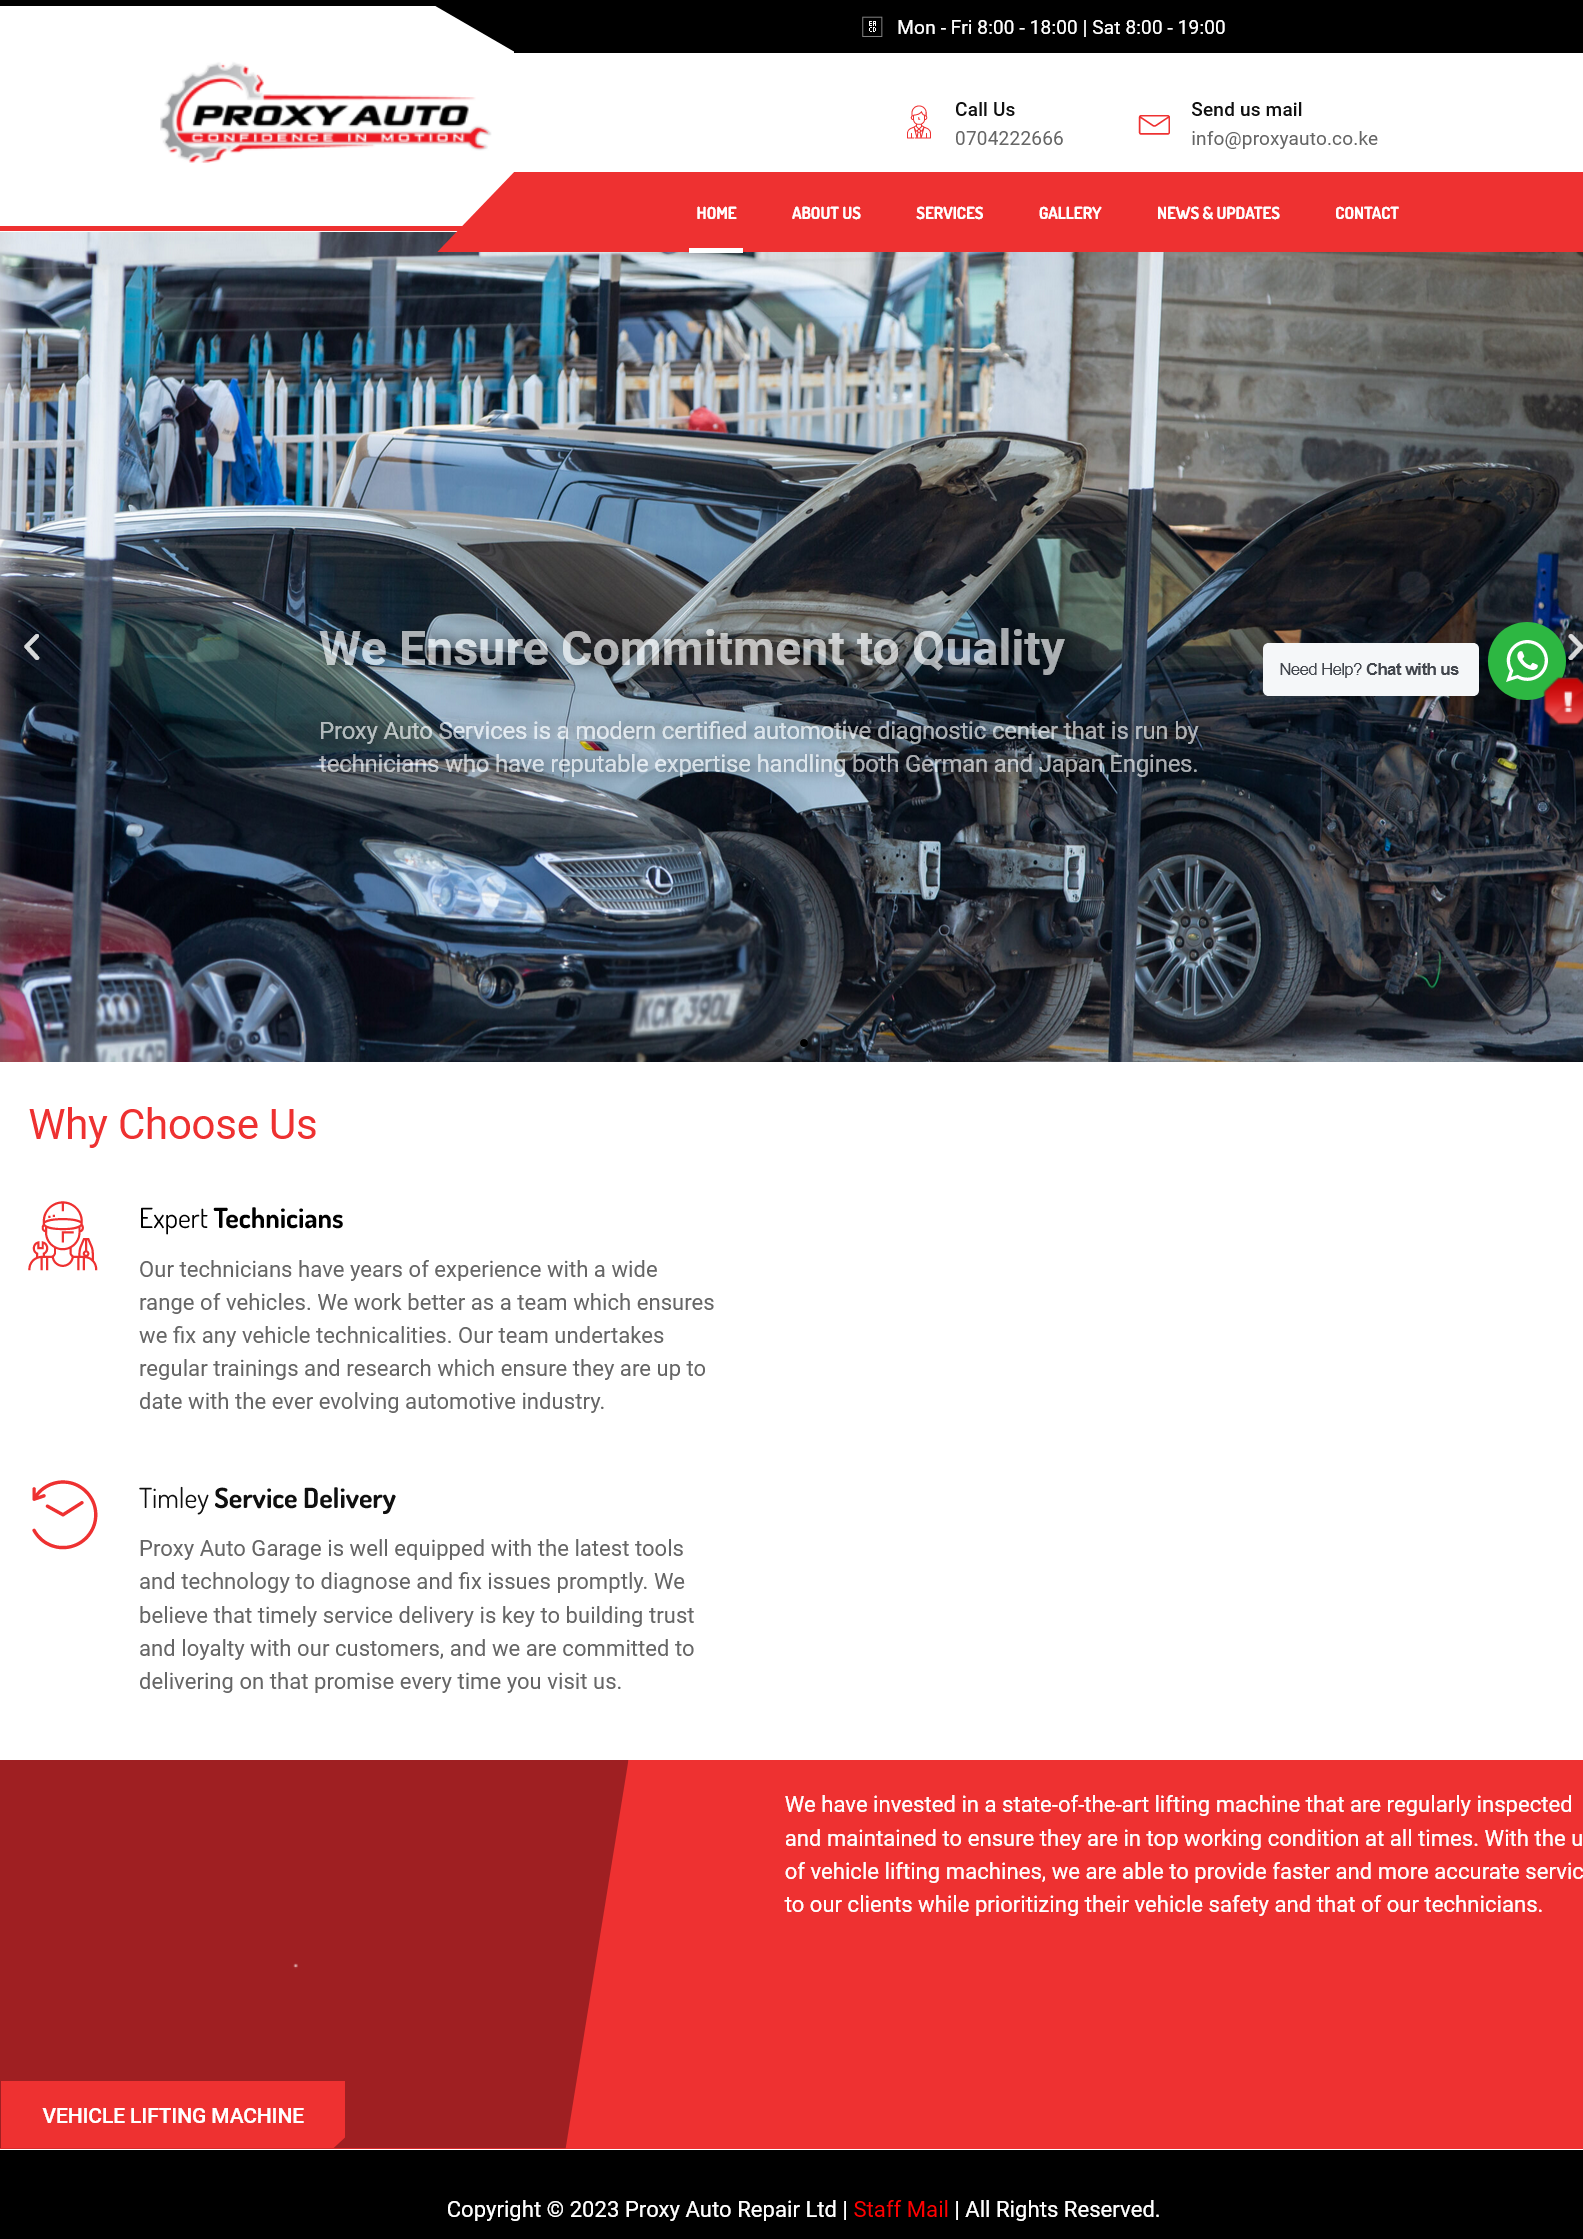 Mon - Fri 8:00 - 18:00 | Sat 8:00 - 19:00
PROXY AUTO
CONFIDENCE IN MOTION
Call Us
0704222666
Send us mail
info@proxyauto.co.ke
HOME ABOUT US SERVICES GALLERY NEWS & UPDATES CONTACT
We Ensure Commitment to Quality
Need Help? Chat with us
Proxy Auto Services is a modern certified automotive diagnostic center that is run by
technicians who have reputable expertise handling both German and Japan Engines.
KCK 390L
Why Choose Us
Expert Technicians
Our technicians have years of experience with a wide
range of vehicles. We work better as a team which ensures
we fix any vehicle technicalities. Our team undertakes
regular trainings and research which ensure they are up to
date with the ever evolving automotive industry.
Timley Service Delivery
Proxy Auto Garage is well equipped with the latest tools
and technology to diagnose and fix issues promptly. We
believe that timely service delivery is key to building trust
and loyalty with our customers, and we are committed to
delivering on that promise every time you visit us.
We have invested in a state-of-the-art lifting machine that are regularly inspected
and maintained to ensure they are in top working condition at all times. With the u
of vehicle lifting machines, we are able to provide faster and more accurate servic
to our clients while prioritizing their vehicle safety and that of our technicians.
VEHICLE LIFTING MACHINE
Copyright © 2023 Proxy Auto Repair Ltd | Staff Mail | All Rights Reserved.